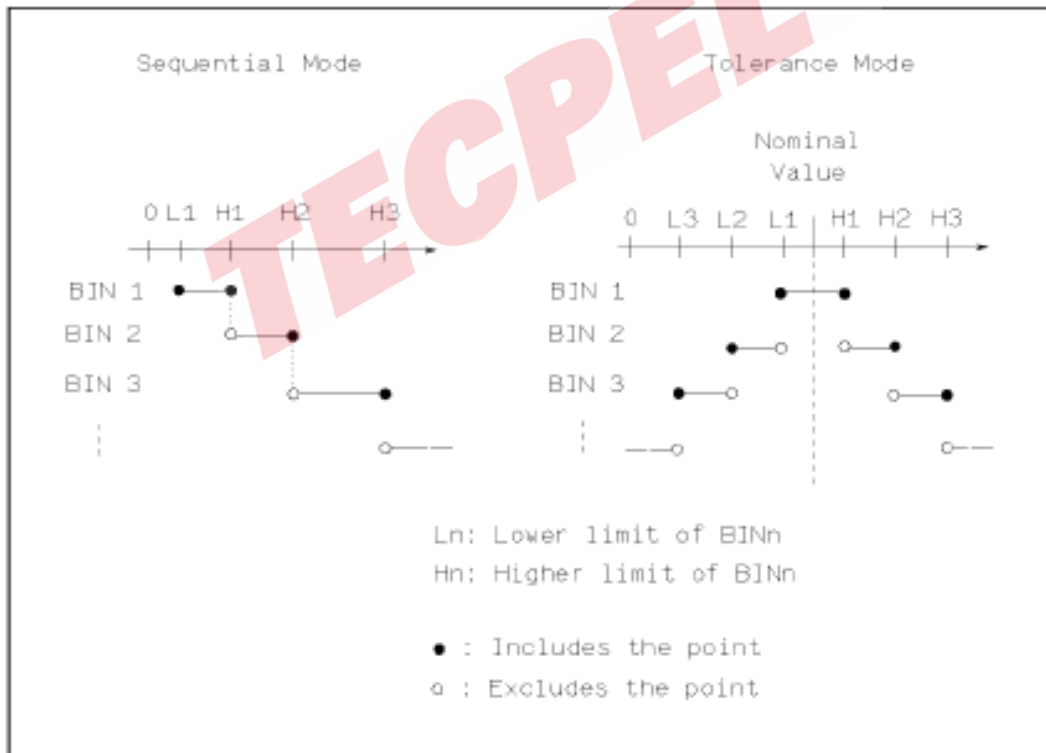 Sequential Mode
Tolerance Mode
TECPEL
Nominal
Value
0 L1 H1 H2 H3
0 L3 L2 L1 H1 H2 H3
BIN 1
BIN 2
BIN 3
BIN 1
BIN 2
BIN 3
Ln: Lower limit of BINn
Hn: Higher limit of BINn
● : Includes the point
○ : Excludes the point